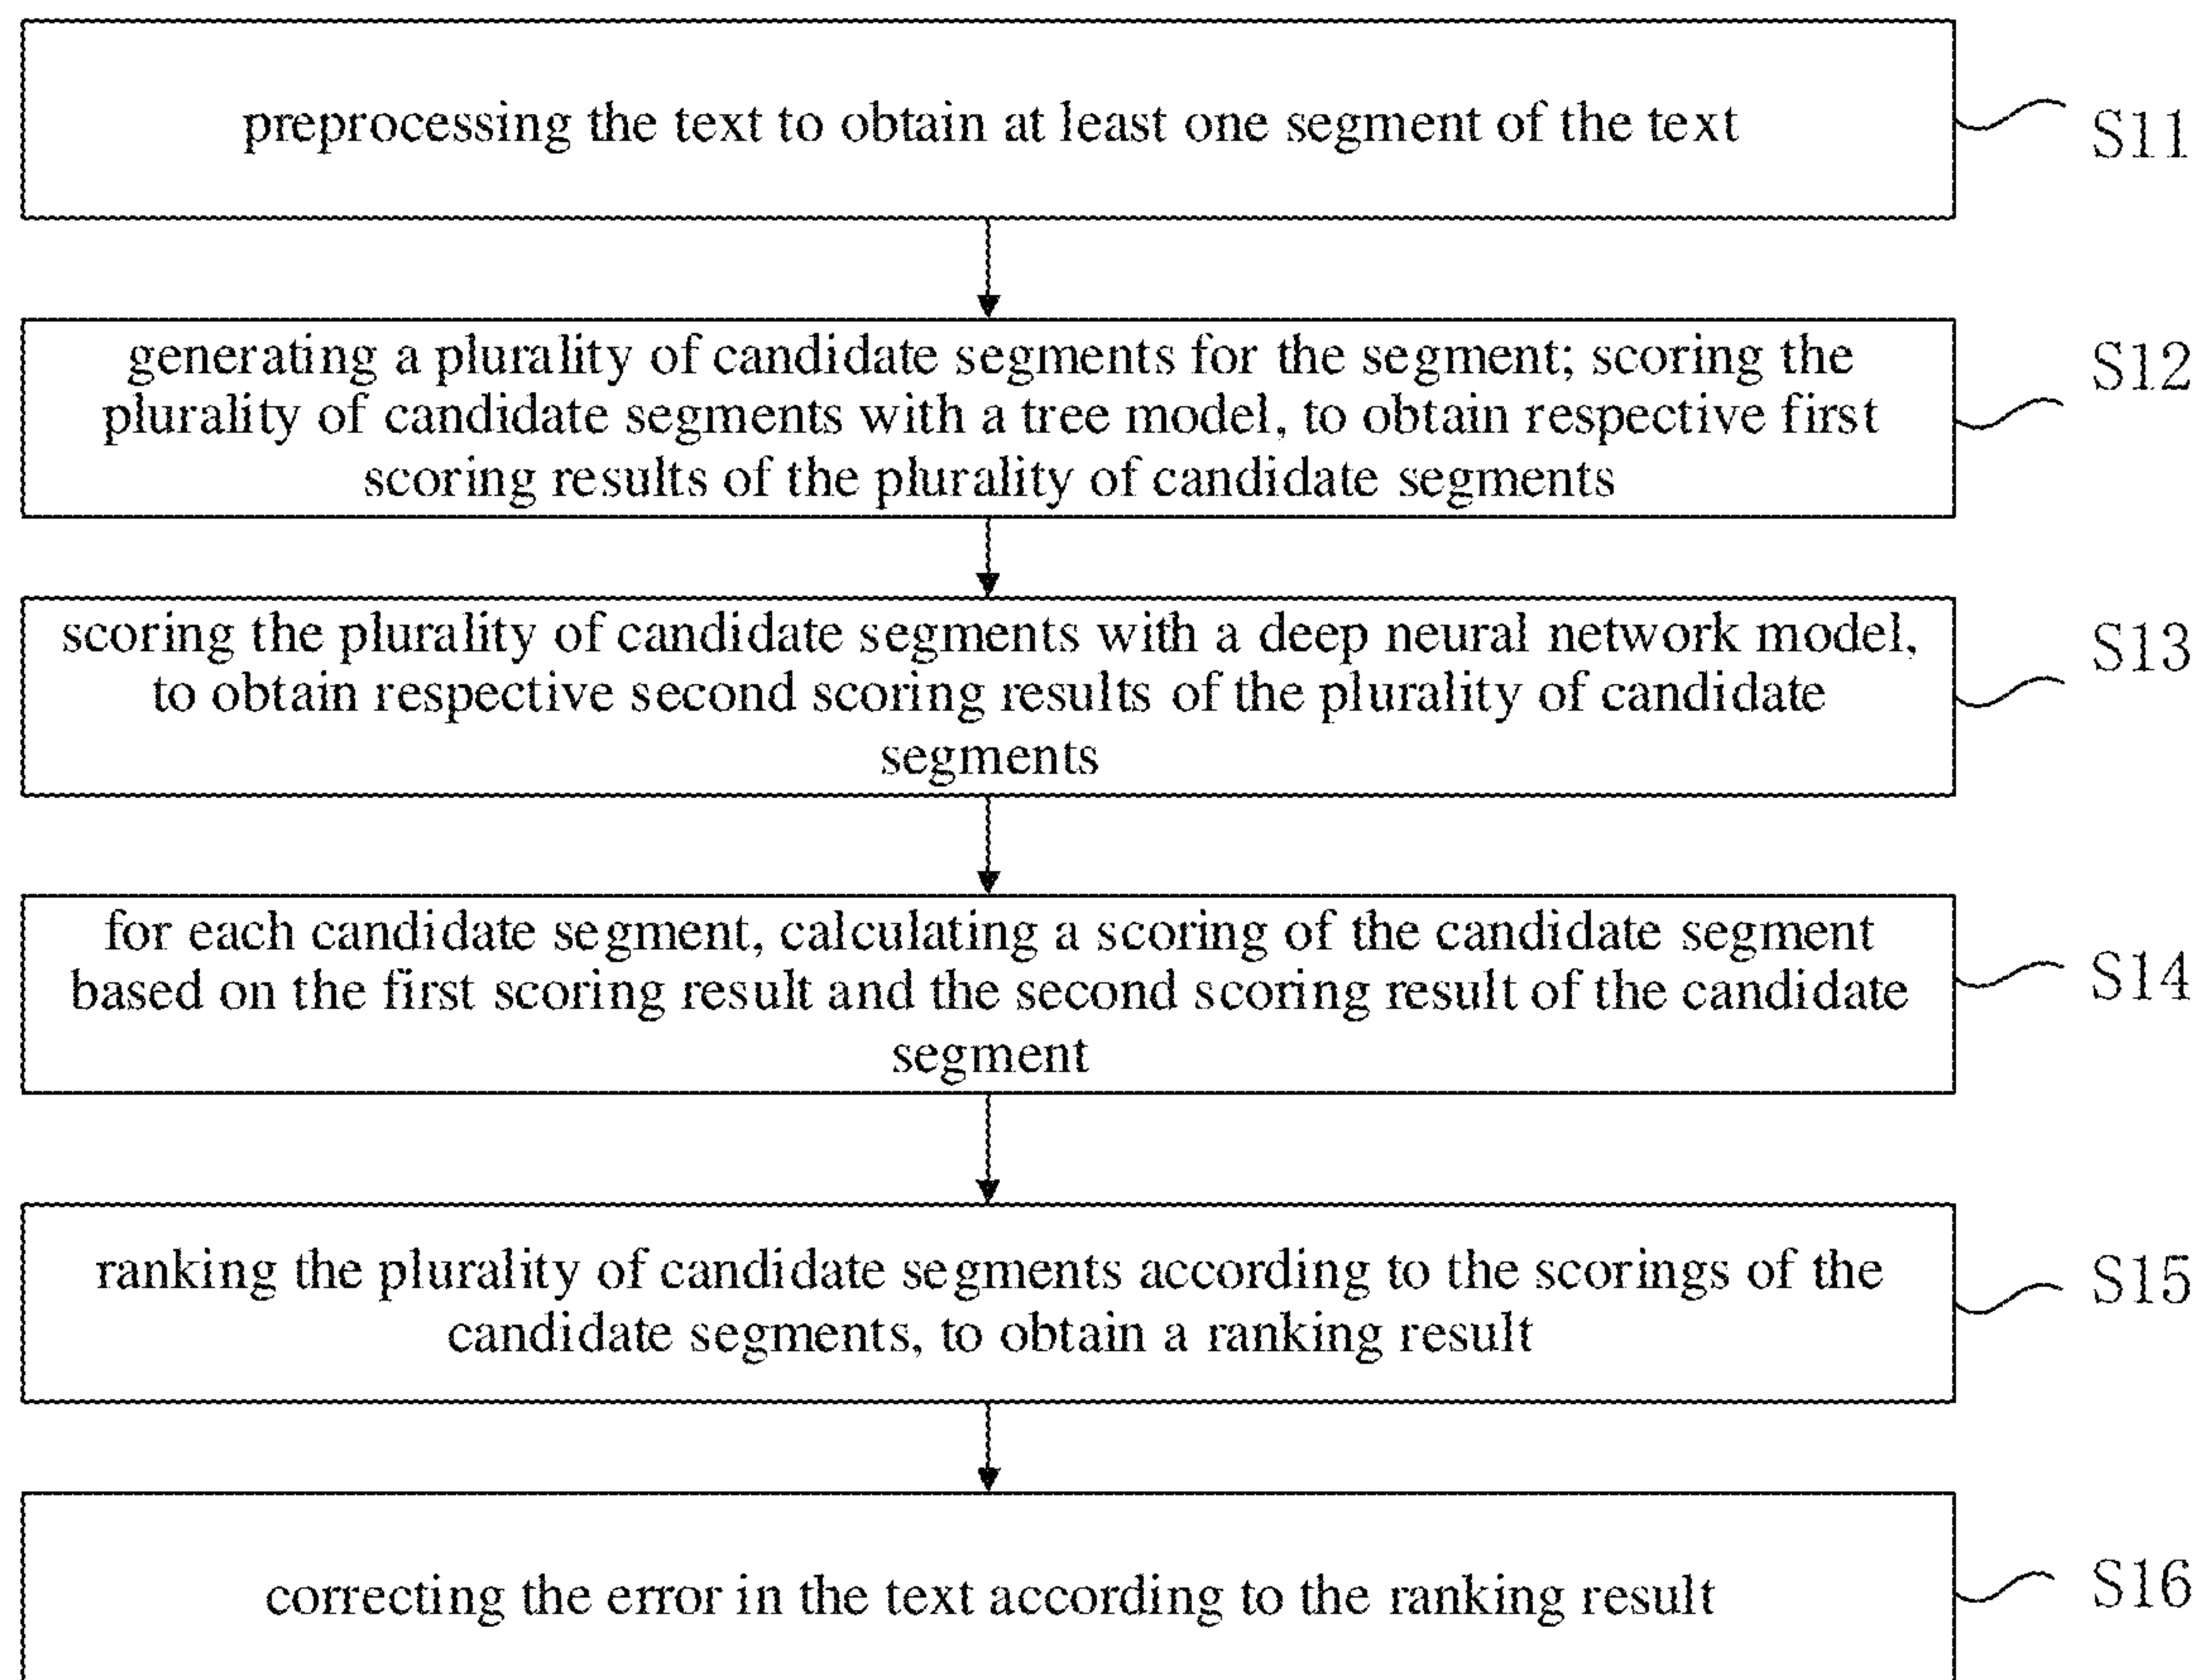 preprocessing the text to obtain at least one segment of the text
S11
generating a plurality of candidate segments for the segment; scoring the
plurality of candidate segments with a tree model, to obtain respective first
scoring results of the plurality of candidate segments
S12
scoring the plurality of candidate segments with a deep neural network model,
to obtain respective second scoring results of the plurality of candidate
segments
S13
for each candidate segment, calculating a scoring of the candidate segment
based on the first scoring result and the second scoring result of the candidate
segment
S14
ranking the plurality of candidate segments according to the scorings of the
candidate segments, to obtain a ranking result
S15
correcting the error in the text according to the ranking result
S16